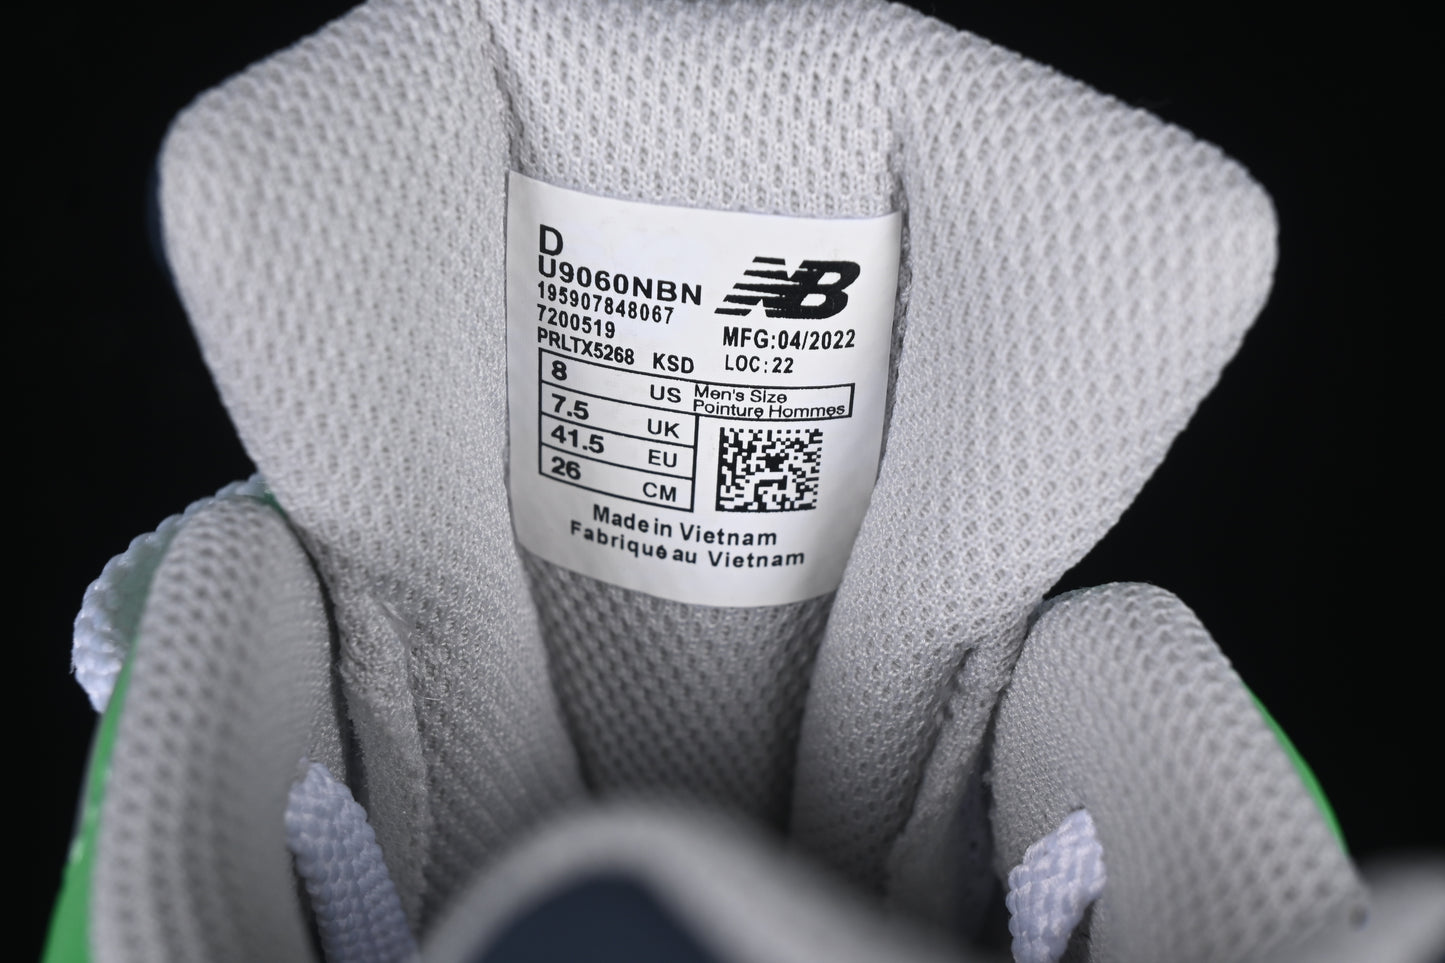 D
U9060NBN
195907848067
7200519
PRLTX5268 KSD
NB
MFG:04/2022
LOC:22
8 US Men's Size
Pointure Hommes
7.5 UK
41.5 EU
26 CM
Made in Vietnam
Fabriqué au Vietnam